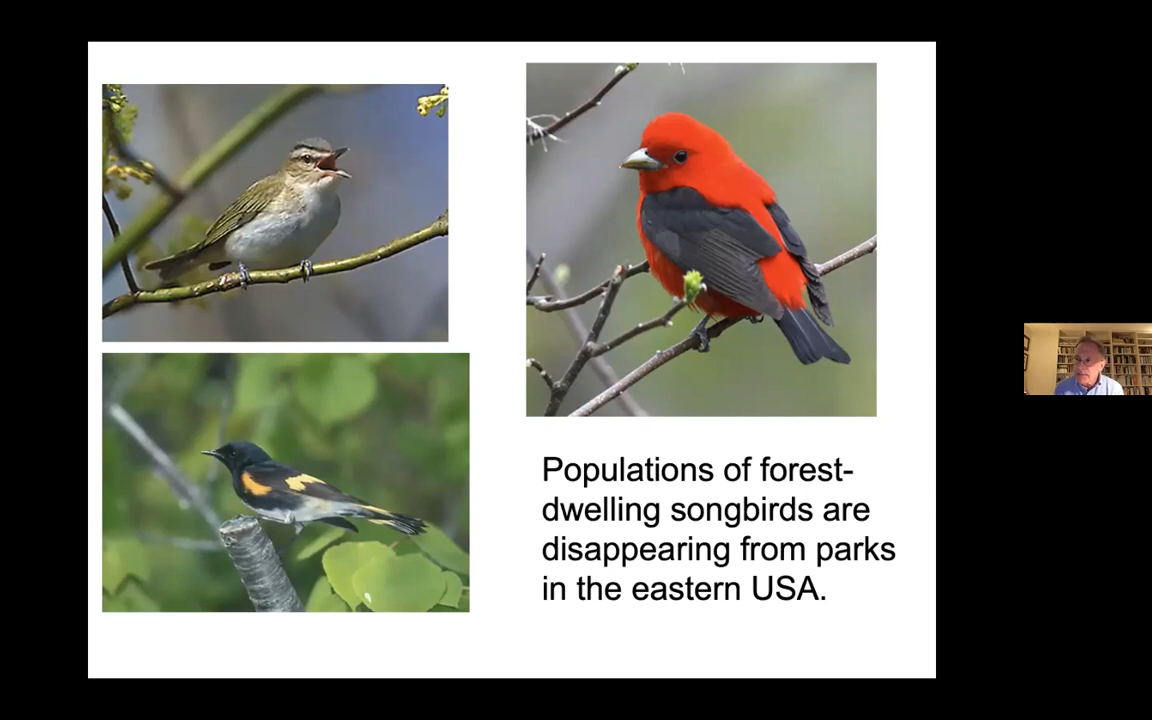 Populations of forest-
dwelling songbirds are
disappearing from parks
in the eastern USA.